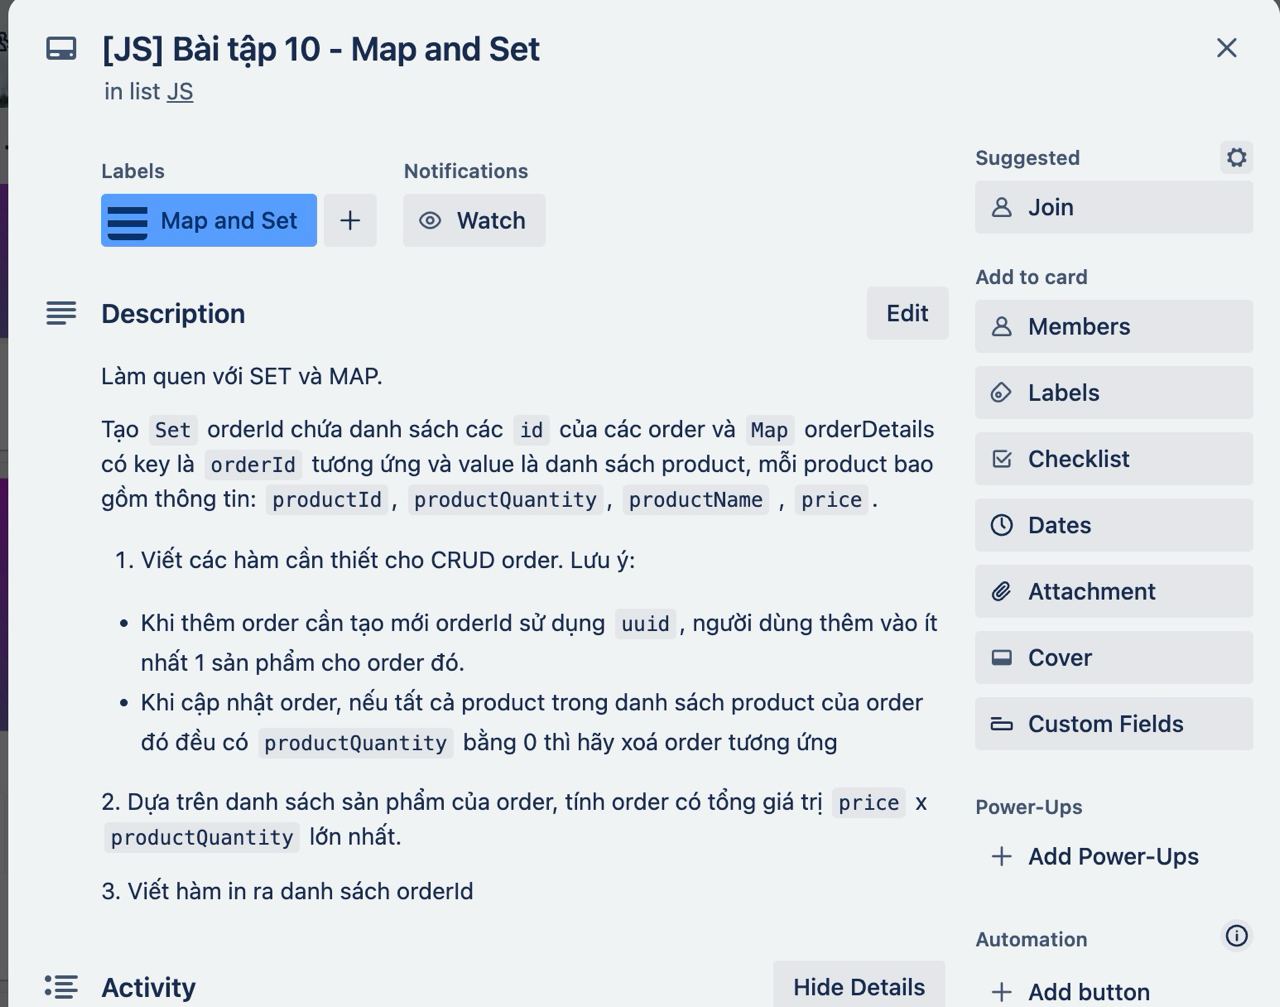 [JS] Bài tập 10 - Map and Set
in list JS
Labels
Notifications
Map and Set
+
Watch
Description
Edit
Làm quen với SET và MAP.
Tạo Set orderId chứa danh sách các id của các order và Map orderDetails
có key là orderId tương ứng và value là danh sách product, mỗi product bao
gồm thông tin: productId, productQuantity, productName , price.
1. Viết các hàm cần thiết cho CRUD order. Lưu ý:
• Khi thêm order cần tạo mới orderId sử dụng uuid, người dùng thêm vào ít
nhất 1 sản phẩm cho order đó.
• Khi cập nhật order, nếu tất cả product trong danh sách product của order
đó đều có productQuantity bằng 0 thì hãy xoá order tương ứng
2. Dựa trên danh sách sản phẩm của order, tính order có tổng giá trị price x
productQuantity lớn nhất.
3. Viết hàm in ra danh sách orderId
Activity
Hide Details
Suggested
Join
Add to card
Members
Labels
Checklist
Dates
Attachment
Cover
Custom Fields
Power-Ups
+ Add Power-Ups
Automation
+ Add button